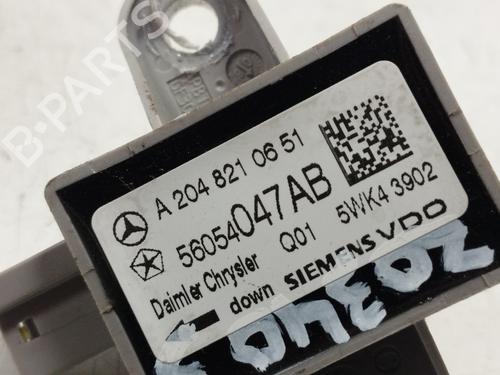 B-PARTS
A 204 821 06 51
56054047AB
5WK4 3902
Daimler Chrysler Q01
SIEMENS VDO
down